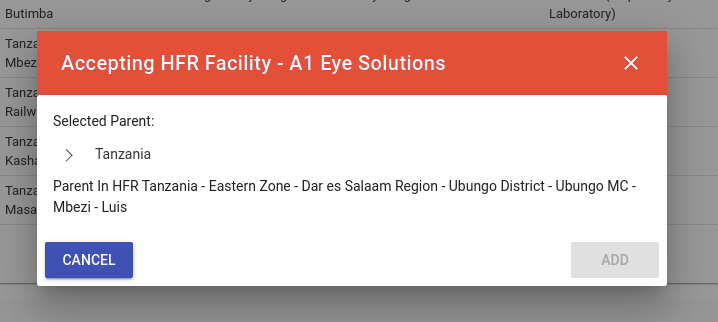 Butimba
Laboratory)
Accepting HFR Facility - A1 Eye Solutions
Tanza
Mbez
Selected Parent:
Tanza
Railw
Tanzania
Tanza
Kasha
Parent In HFR Tanzania - Eastern Zone - Dar es Salaam Region - Ubungo District - Ubungo MC -
Mbezi - Luis
Tanza
Masa
CANCEL
ADD